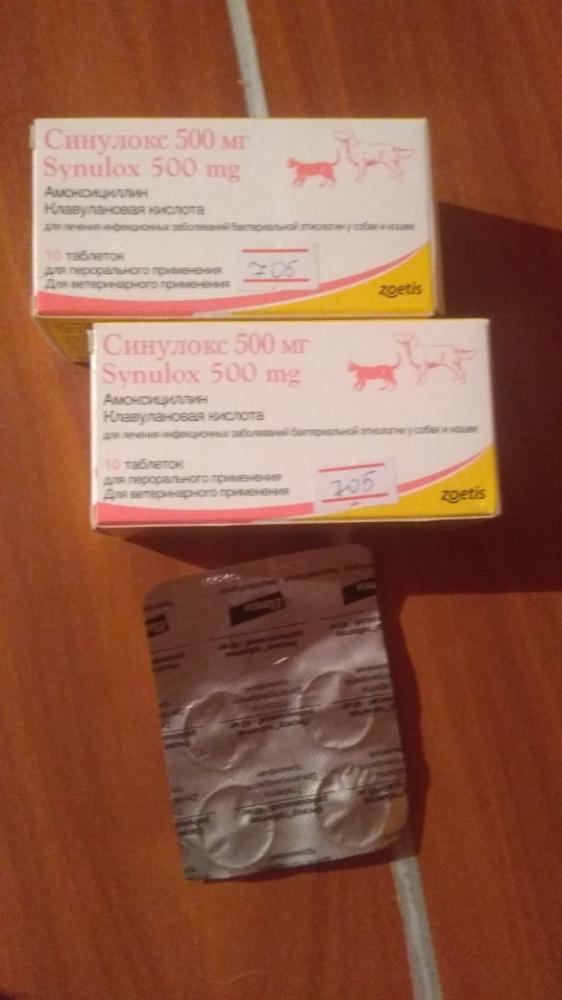 Синулокс 500 мг
Synulox 500 mg
Амоксициллин
Клавулановая кислота
для лечения инфекционных заболеваний бактериальной этиологии у собак и кошек
10 таблеток
для перорального применения
Для ветеринарного применения
705
zoetis
Синулокс 500 мг
Synulox 500 mg
Амоксициллин
Клавулановая кислота
для лечения инфекционных заболеваний бактериальной этиологии у собак и кошек
10 таблеток
для перорального применения
Для ветеринарного применения
705
zoetis